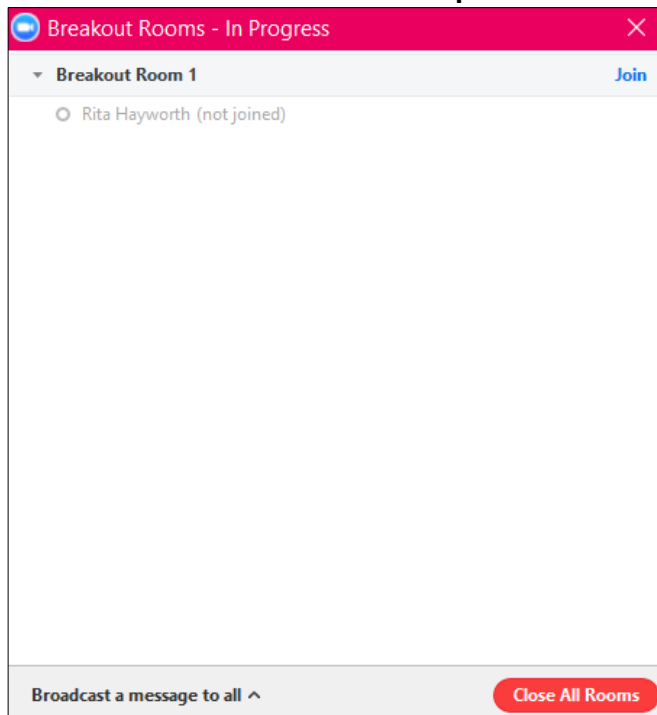 Breakout Rooms - In Progress
Breakout Room 1 Join
Rita Hayworth (not joined)
Broadcast a message to all Close All Rooms